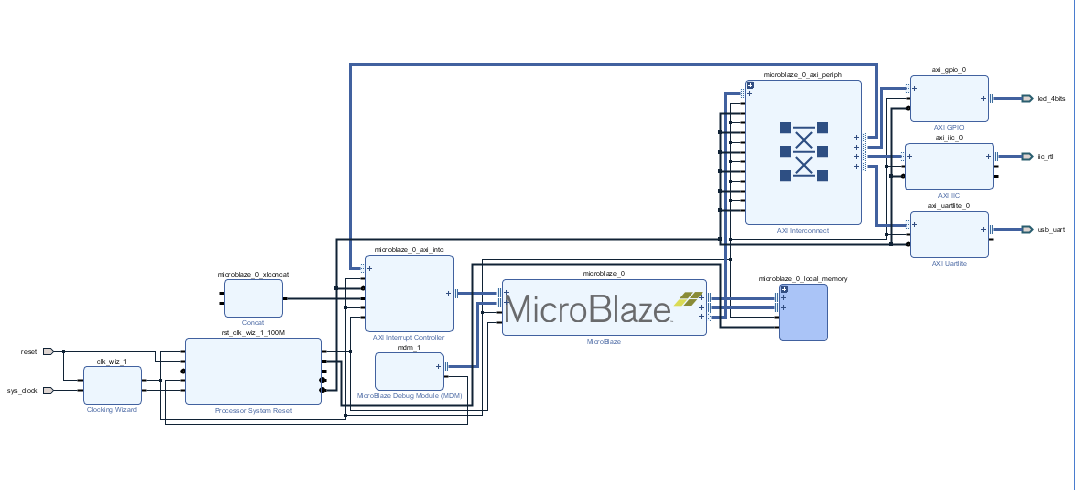 microblaze_0_axi_periph
axi_gpio_0
led_4bits
AXI GPIO
axi_iic_0
iic_rtl
AXI IIC
axi_uartlite_0
AXI Interconnect
usb_uart
AXI Uartlite
microblaze_0_axi_intc
microblaze_0_xlconcat
microblaze_0
microblaze_0_local_memory
MicroBlaze
Concat
AXI Interrupt Controller
MicroBlaze
rst_clk_wiz_1_100M
mdm_1
reset
clk_wiz_1
sys_clock
MicroBlaze Debug Module (MDM)
Clocking Wizard
Processor System Reset